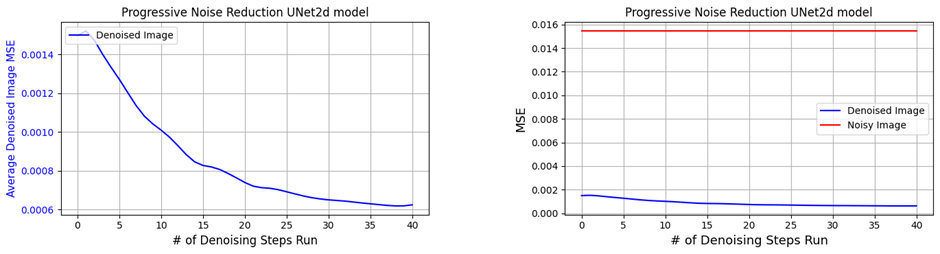 Progressive Noise Reduction UNet2d model
Denoised Image
Average Denoised Image MSE
0.0014
0.0012
0.0010
0.0008
0.0006
0 5 10 15 20 25 30 35 40
# of Denoising Steps Run
Progressive Noise Reduction UNet2d model
MSE
0.016
0.014
0.012
0.010
0.008
0.006
0.004
0.002
0.000
Denoised Image
Noisy Image
0 5 10 15 20 25 30 35 40
# of Denoising Steps Run